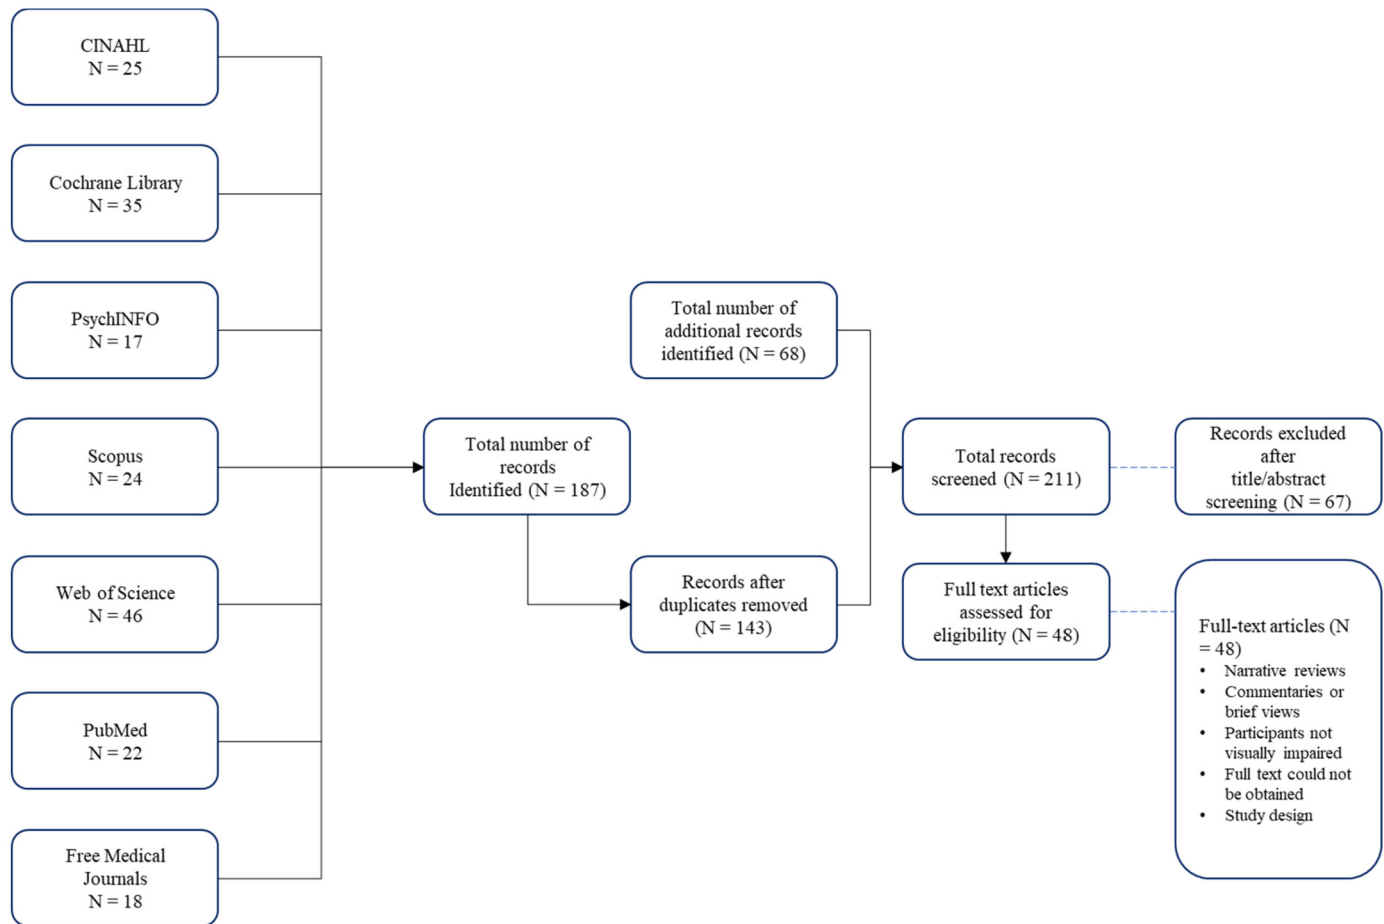 CINAHL
N = 25
Cochrane Library
N = 35
PsychINFO
N = 17
Scopus
N = 24
Web of Science
N = 46
PubMed
N = 22
Free Medical
Journals
N = 18
Total number of
records
Identified (N = 187)
Total number of
additional records
identified (N = 68)
Records after
duplicates removed
(N = 143)
Total records
screened (N = 211)
Full text articles
assessed for
eligibility (N = 48)
Records excluded
after
title/abstract
screening (N = 67)
Full-text articles (N
= 48)
• Narrative reviews
• Commentaries or
brief views
• Participants not
visually impaired
• Full text could not
be obtained
• Study design